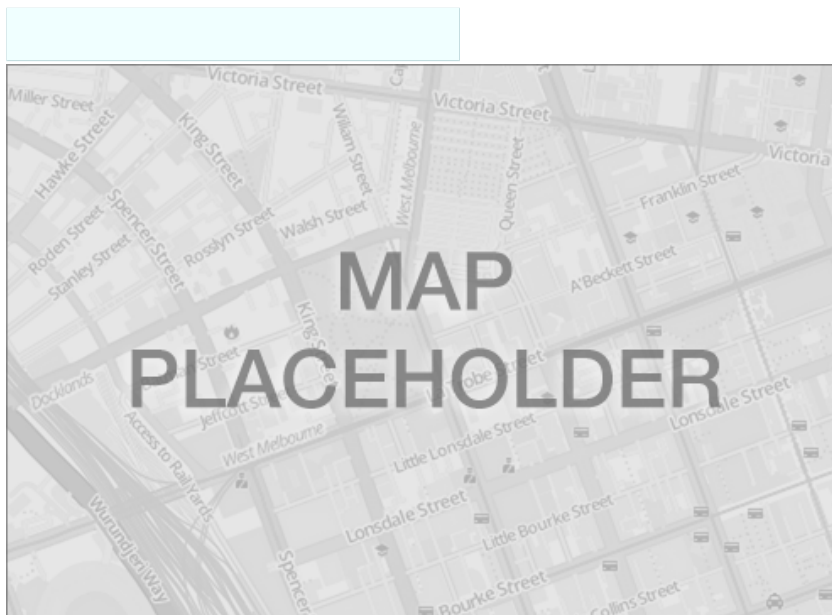 Victoria Street
Cap
Miller Street
Victoria Street
King Street
William Street
West Melbourne
Queen Street
Victoria
Hawke Street
Spencer Street
Franklin Street
Roden Street
Rosslyn Street
Walsh Street
Stanley Street
A'Beckett Street
MAP
King Street
PLACEHOLDER
Docklands
Street
Jeffcott Street
Lonsdale Street
Access to Rail Yards
West Melbourne
Little Lonsdale Street
Wurundjeri Way
Lonsdale Street
Little Bourke Street
Spencer
Bourke Street
ollins Street